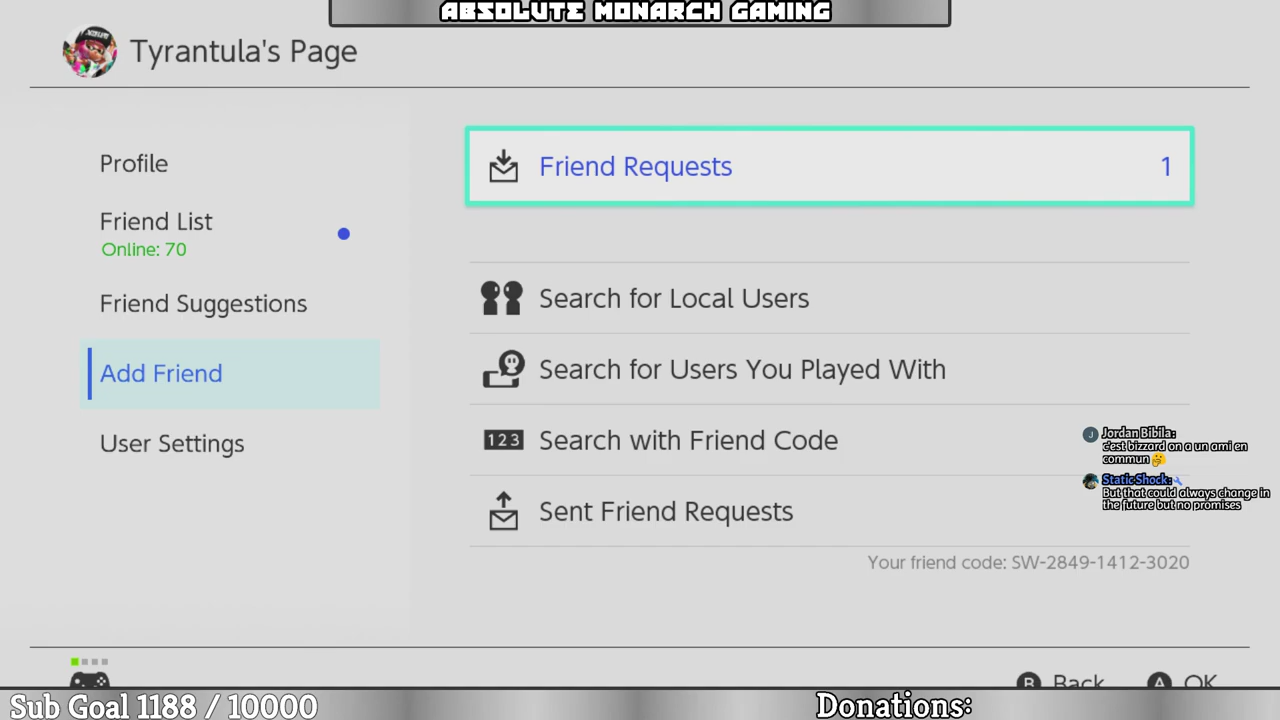 ABSOLUTE MONARCH GAMING
Tyrantula's Page
Profile
Friend List
Online: 70
Friend Suggestions
Add Friend
User Settings
Friend Requests 1
Search for Local Users
Search for Users You Played With
123 Search with Friend Code
Sent Friend Requests
Your friend code: SW-2849-1412-3020
J Jordan Bibila:
c'est bizzard on a un ami en
commun 🤔
Static Shock:
But that could always change in
the future but no promises
B Back A OK
Sub Goal 1188 / 10000
Donations: